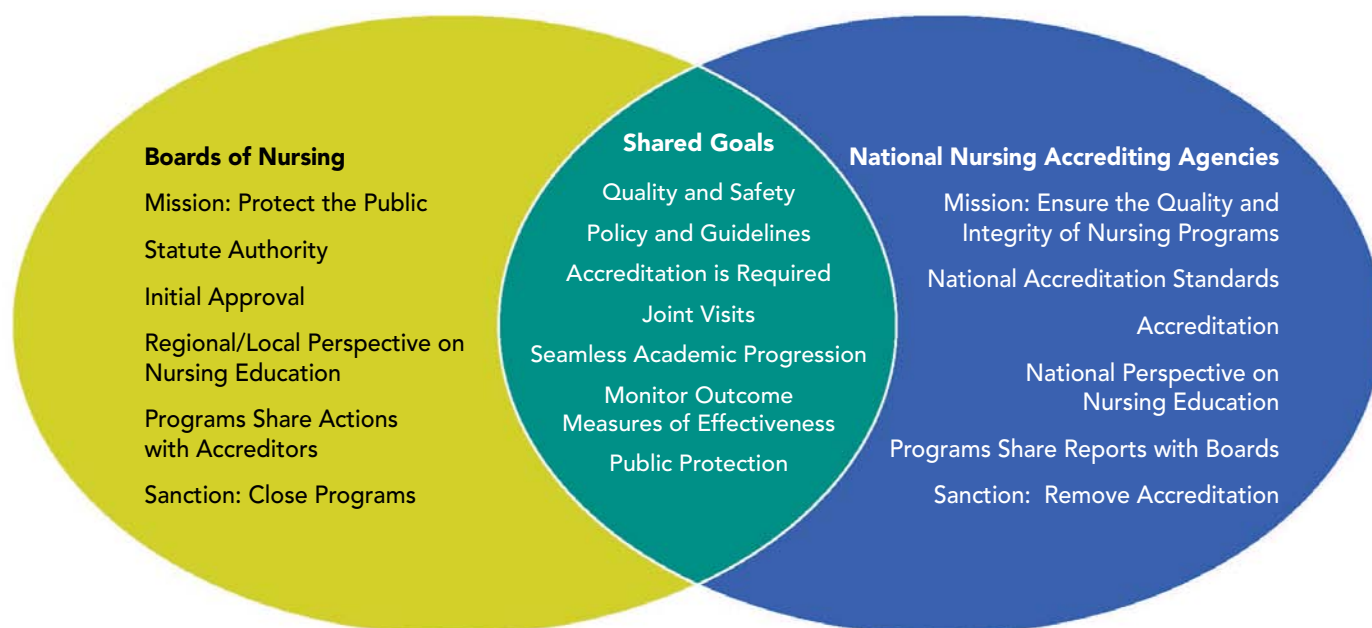 Boards of Nursing
Mission: Protect the Public
Statute Authority
Initial Approval
Regional/Local Perspective on
Nursing Education
Programs Share Actions
with Accreditors
Sanction: Close Programs
Shared Goals
Quality and Safety
Policy and Guidelines
Accreditation is Required
Joint Visits
Seamless Academic Progression
Monitor Outcome
Measures of Effectiveness
Public Protection
National Nursing Accrediting Agencies
Mission: Ensure the Quality and
Integrity of Nursing Programs
National Accreditation Standards
Accreditation
National Perspective on
Nursing Education
Programs Share Reports with Boards
Sanction: Remove Accreditation